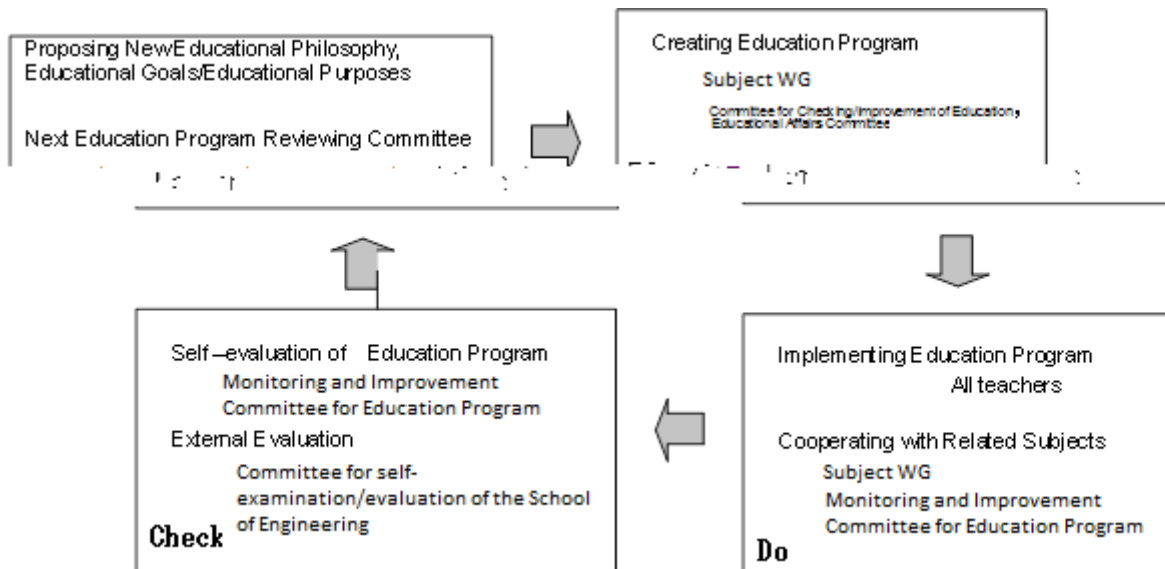 Proposing New Educational Philosophy,
Educational Goals/Educational Purposes
Next Education Program Reviewing Committee
Creating Education Program
Subject WG
Committee for Checking/Improvement of Education,
Educational Affairs Committee
Self-evaluation of Education Program
Monitoring and Improvement
Committee for Education Program
External Evaluation
Committee for self-
examination/evaluation of the School
of Engineering
Check
Implementing Education Program
All teachers
Cooperating with Related Subjects
Subject WG
Monitoring and Improvement
Committee for Education Program
Do